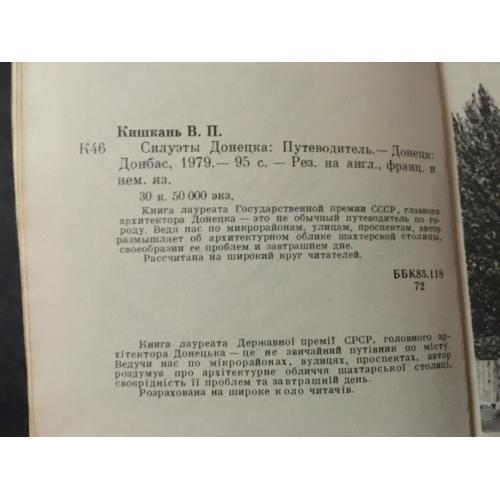 Кишкань В. П.
К46 Силуэты Донецка: Путеводитель.— Донецк:
Донбас, 1979.— 95 с. — Рез. на англ., франц. и
нем. яз.
30 к. 50 000 экз.
Книга лауреата Государственной премии СССР, главного
архитектора Донецка — это не обычный путеводитель по го-
роду. Ведя нас по микрорайонам, улицам, проспектам, автор
размышляет об архитектурном облике шахтерской столицы,
своеобразии ее проблем и завтрашнем дне.
Рассчитана на широкий круг читателей.
ББК85.118
72
Книга лауреата Державної премії СРСР, головного ар-
хітектора Донецька — це не звичайний путівник по місту.
Ведучи нас по мікрорайонах, вулицях, проспектах, автор
роздумує про архітектурне обличчя шахтарської столиці,
своєрідність її проблем та завтрашній день.
Розрахована на широке коло читачів.